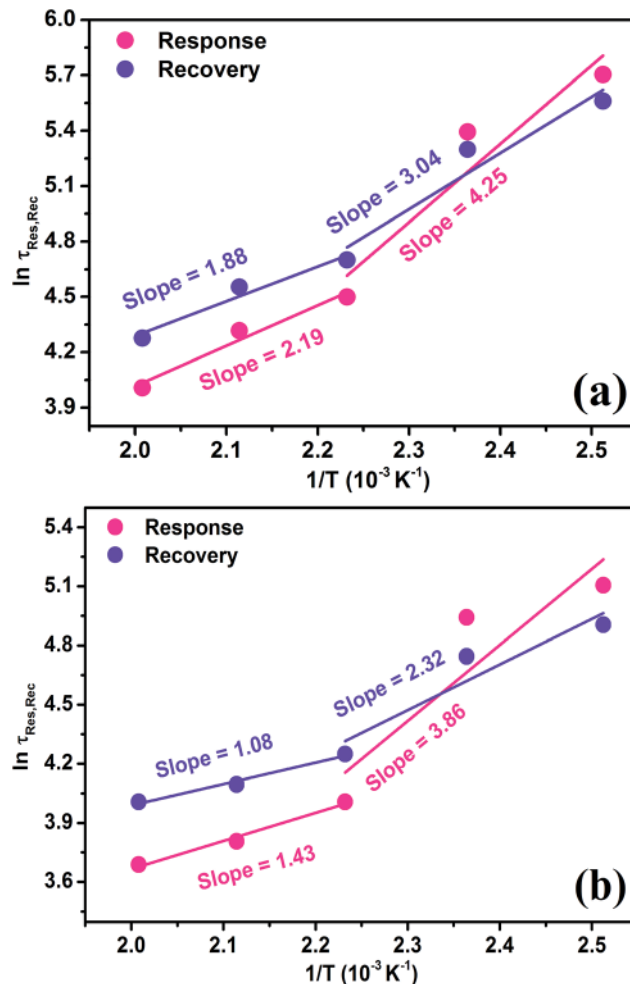 6.0
5.7
5.4
5.1
4.8
4.5
4.2
3.9
ln τRes,Rec
Response
Recovery
Slope = 3.04
Slope = 4.25
Slope = 1.88
Slope = 2.19
(a)
2.0 2.1 2.2 2.3 2.4 2.5
1/T (10⁻³ K⁻¹)
5.4
5.1
4.8
4.5
4.2
3.9
3.6
ln τRes,Rec
Response
Recovery
Slope = 2.32
Slope = 3.86
Slope = 1.08
Slope = 1.43
(b)
2.0 2.1 2.2 2.3 2.4 2.5
1/T (10⁻³ K⁻¹)